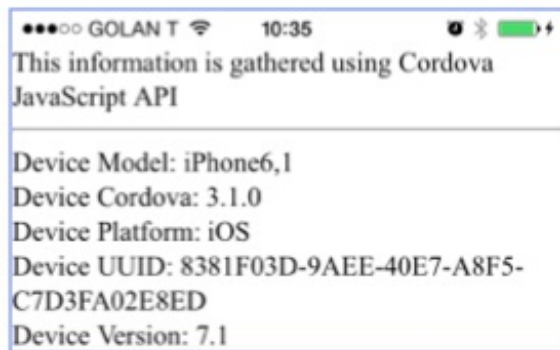 GOLAN T 10:35
This information is gathered using Cordova
JavaScript API
Device Model: iPhone6,1
Device Cordova: 3.1.0
Device Platform: iOS
Device UUID: 8381F03D-9AEE-40E7-A8F5-
C7D3FA02E8ED
Device Version: 7.1